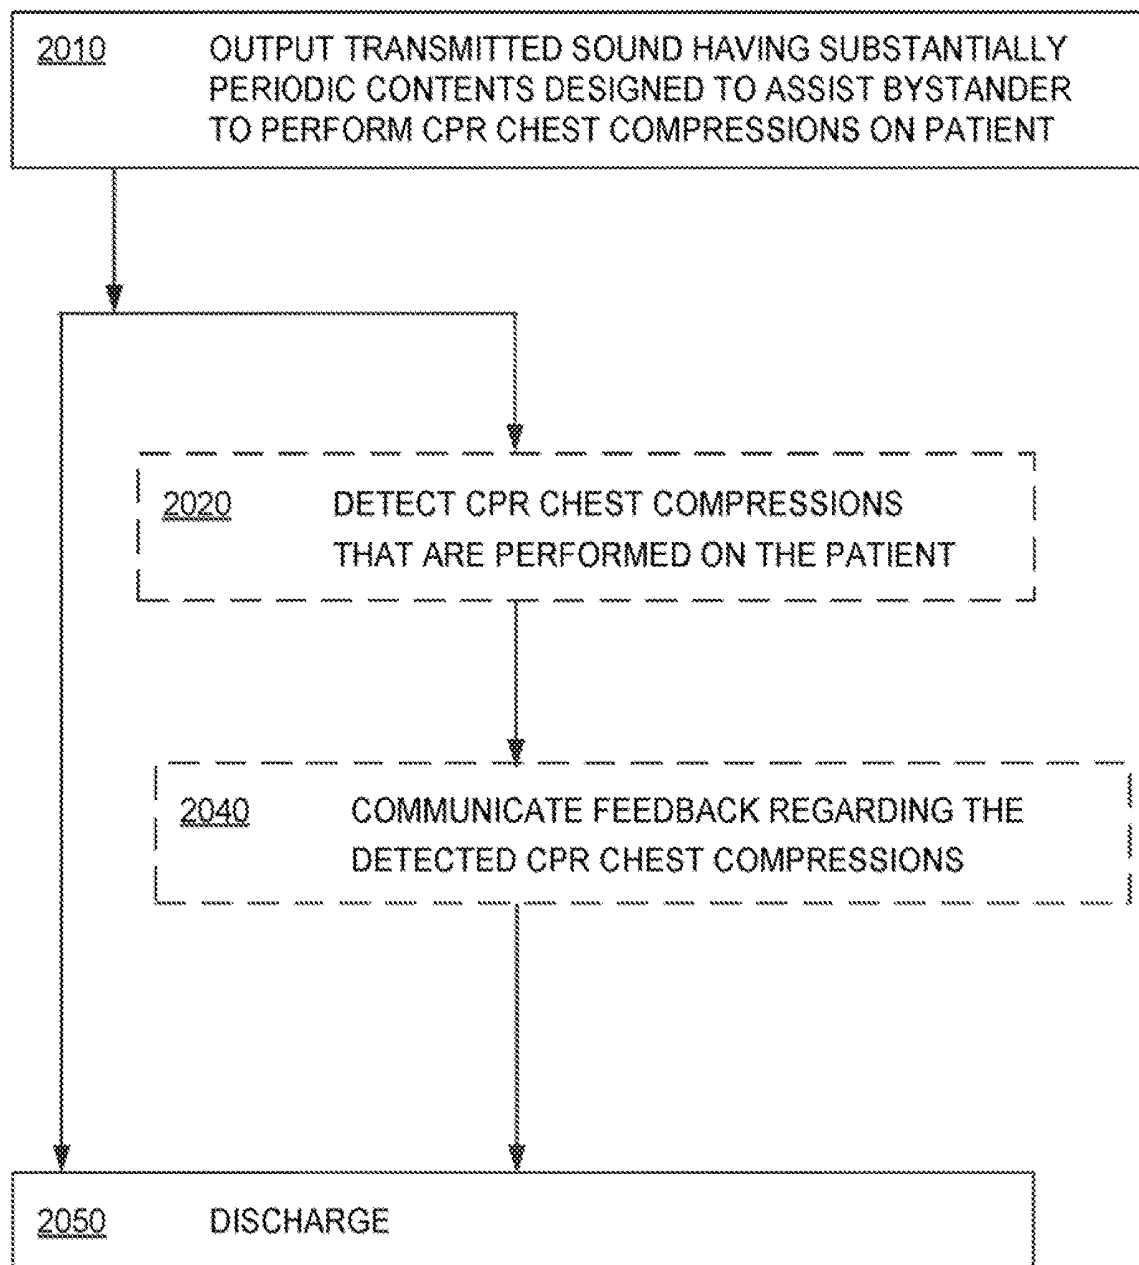 2010 OUTPUT TRANSMITTED SOUND HAVING SUBSTANTIALLY
PERIODIC CONTENTS DESIGNED TO ASSIST BYSTANDER
TO PERFORM CPR CHEST COMPRESSIONS ON PATIENT
2020 DETECT CPR CHEST COMPRESSIONS
THAT ARE PERFORMED ON THE PATIENT
2040 COMMUNICATE FEEDBACK REGARDING THE
DETECTED CPR CHEST COMPRESSIONS
2050 DISCHARGE